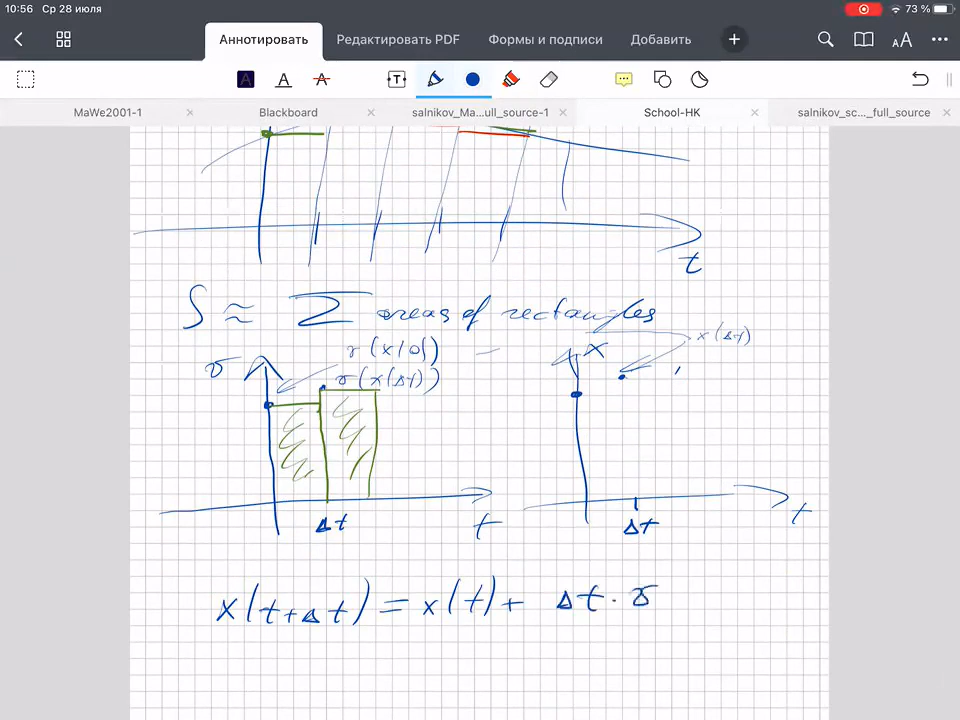 10:56 Ср 28 июля 73 %
Аннотировать Редактировать PDF Формы и подписи Добавить
A A A T AA
MaWe2001-1 Blackboard salnikov_Ma...ull_source-1 School-HK salnikov_sc..._full_source
t
S ≈ Σ areas of rectangles
x(Δt)
v(x(0)) x
v v(x(Δt))
Δt t Δt t
x(t+Δt) = x(t) + Δt · v